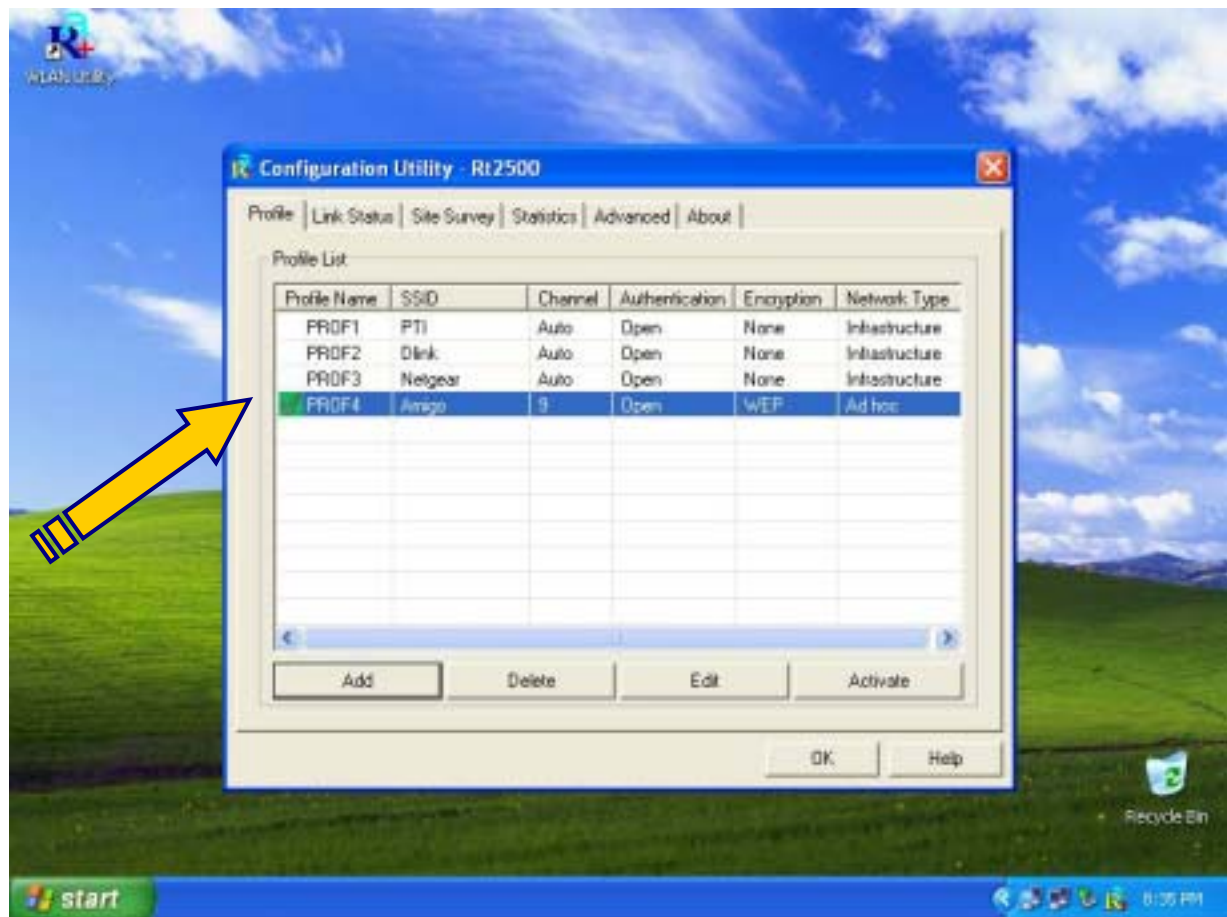 WLAN Utility
Configuration Utility - Rt2500
Profile Link Status Site Survey Statistics Advanced About
Profile List
Profile Name SSID Channel Authentication Encryption Network Type
PROF1 PTI Auto Open None Infrastructure
PROF2 Dlink Auto Open None Infrastructure
PROF3 Netgear Auto Open None Infrastructure
PROF4 Amigo 9 Open WEP Ad hoc
Add Delete Edit Activate
OK Help
Recycle Bin
start
8:35 PM